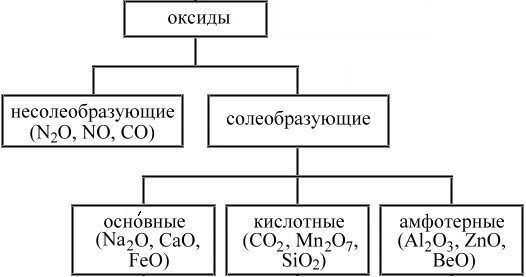 оксиды
несолеобразующие
(N₂O, NO, CO)
солеобразующие
осно́вные
(Na₂O, CaO,
FeO)
кислотные
(CO₂, Mn₂O₇,
SiO₂)
амфотерные
(Al₂O₃, ZnO,
BeO)